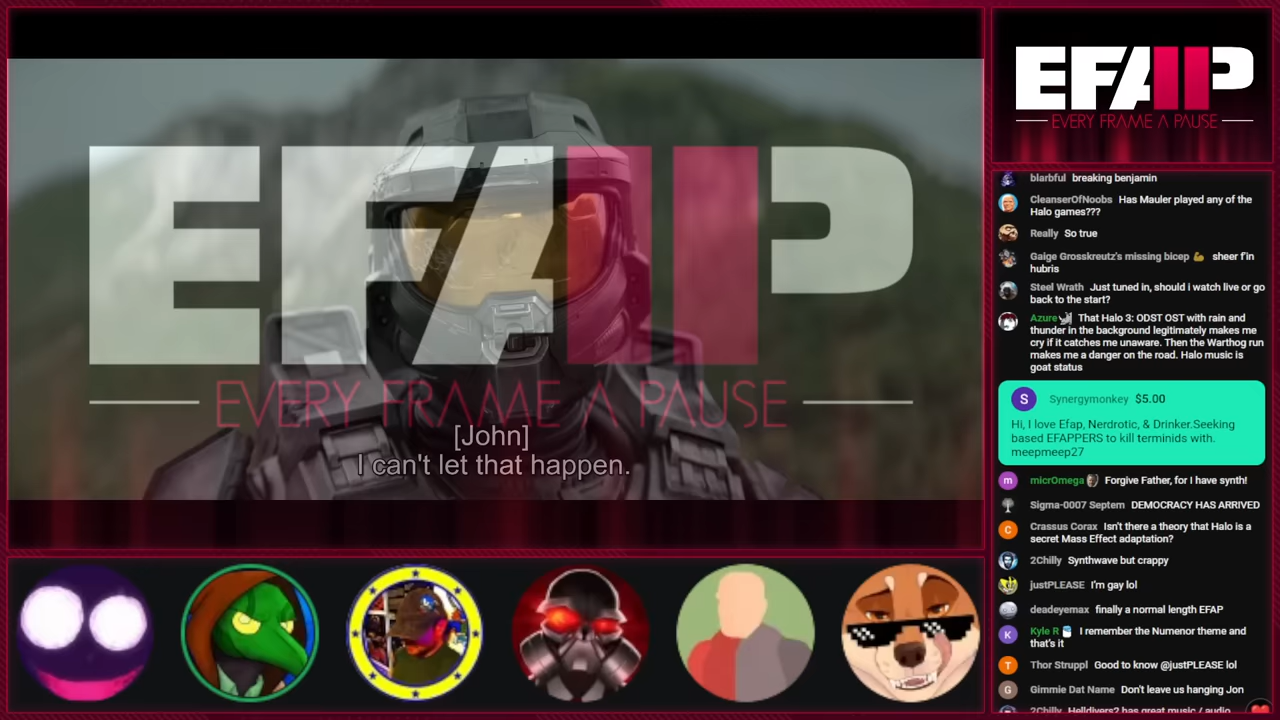 EFAP
EVERY FRAME A PAUSE
[John]
I can't let that happen.
EFAP
EVERY FRAME A PAUSE
blarbful breaking benjamin
CleanserOfNoobs Has Mauler played any of the
Halo games???
Really So true
Gaige Grosskreutz's missing bicep 💪 sheer f'in
hubris
Steel Wrath Just tuned in, should i watch live or go
back to the start?
Azure That Halo 3: ODST OST with rain and
thunder in the background legitimately makes me
cry if it catches me unaware. Then the Warthog run
makes me a danger on the road. Halo music is
goat status
S Synergymonkey $5.00
Hi, I love Efap, Nerdrotic, & Drinker.Seeking
based EFAPPERS to kill terminids with.
meepmeep27
m micrOmega Forgive Father, for I have synth!
Sigma-0007 Septem DEMOCRACY HAS ARRIVED
C Crassus Corax Isn't there a theory that Halo is a
secret Mass Effect adaptation?
2Chilly Synthwave but crappy
justPLEASE I'm gay lol
deadeyemax finally a normal length EFAP
K Kyle R I remember the Numenor theme and
that's it
T Thor Struppl Good to know @justPLEASE lol
G Gimmie Dat Name Don't leave us hanging Jon
2Chilly Helldivers2 has great music / audio